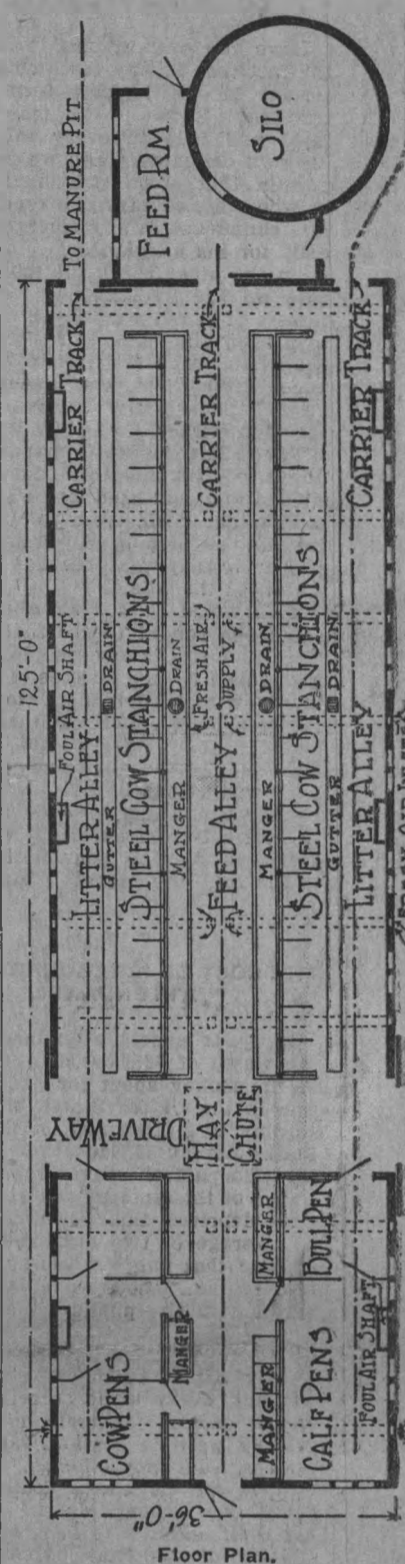 125'-0"
TO MANURE PIT
FEED RM
SILO
CARRIER TRACK
CARRIER TRACK
CARRIER TRACK
FOUL AIR SHAFT
LITTER ALLEY
GUTTER
DRAIN
STEEL COW STANCHIONS
MANGER
DRAIN
FRESH AIR
SUPPLY
FEED ALLEY
MANGER
DRAIN
STEEL COW STANCHIONS
GUTTER
DRAIN
LITTER ALLEY
DRIVEWAY
HAY
CHUTE
COW PENS
MANGER
MANGER
MANGER
BULL PEN
CALF PENS
FOUL AIR SHAFT
36'-0"
Floor Plan.